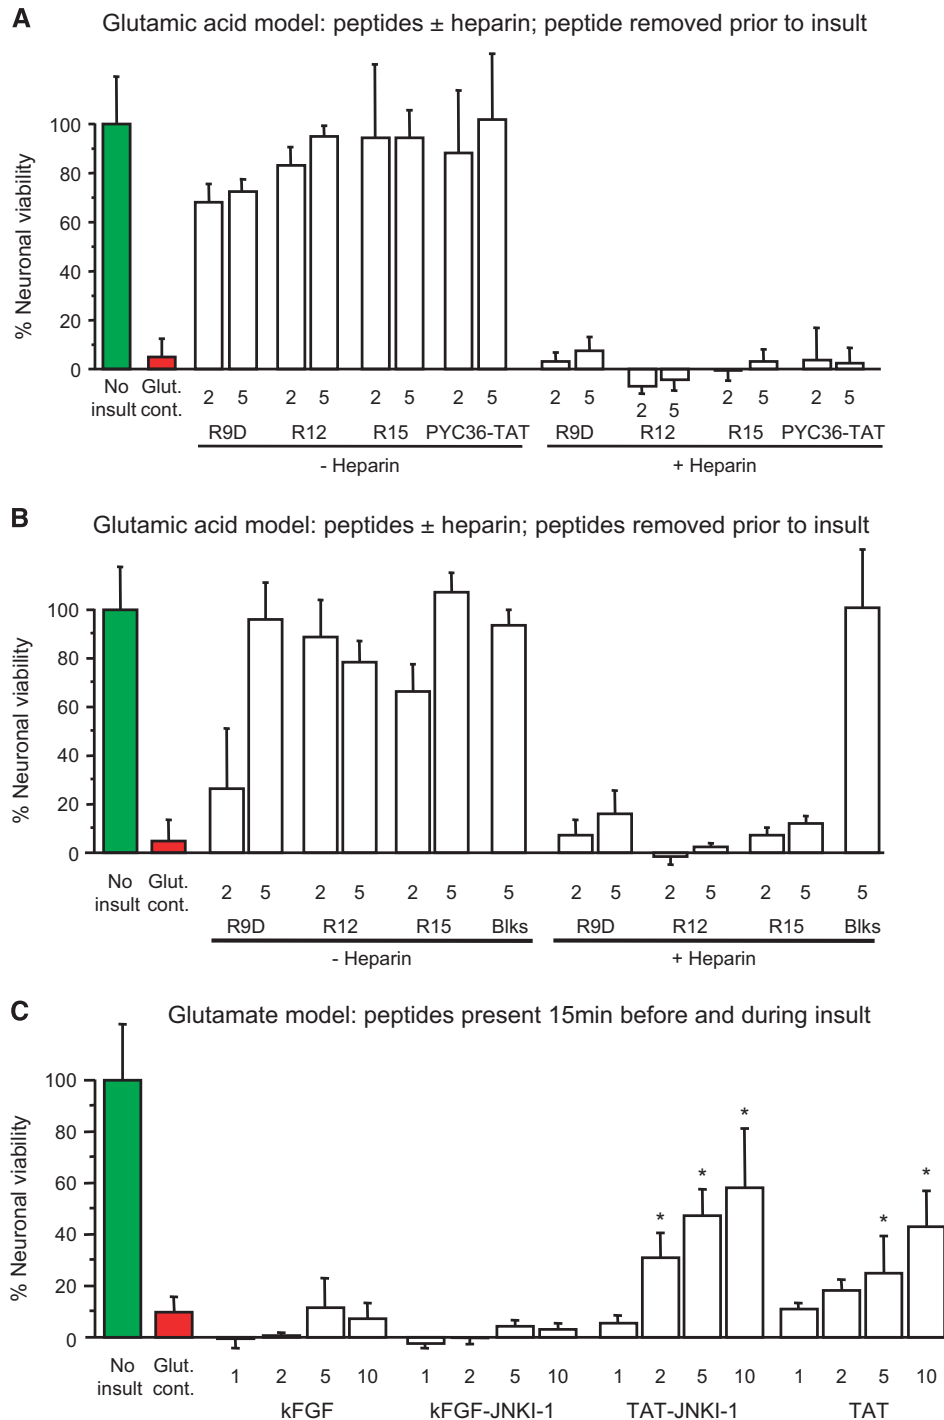 A
Glutamic acid model: peptides ± heparin; peptide removed prior to insult
% Neuronal viability
100
80
60
40
20
0
No insult
Glut. cont.
2 5 2 5 2 5 2 5 2 5 2 5 2 5 2 5
R9D R12 R15 PYC36-TAT R9D R12 R15 PYC36-TAT
- Heparin + Heparin
B
Glutamic acid model: peptides ± heparin; peptides removed prior to insult
% Neuronal viability
100
80
60
40
20
0
No insult
Glut. cont.
2 5 2 5 2 5 5 2 5 2 5 2 5 5
R9D R12 R15 Blks R9D R12 R15 Blks
- Heparin + Heparin
C
Glutamate model: peptides present 15min before and during insult
% Neuronal viability
100
80
60
40
20
0
* * * * *
No insult
Glut. cont.
1 2 5 10 1 2 5 10 1 2 5 10 1 2 5 10
kFGF kFGF-JNKI-1 TAT-JNKI-1 TAT